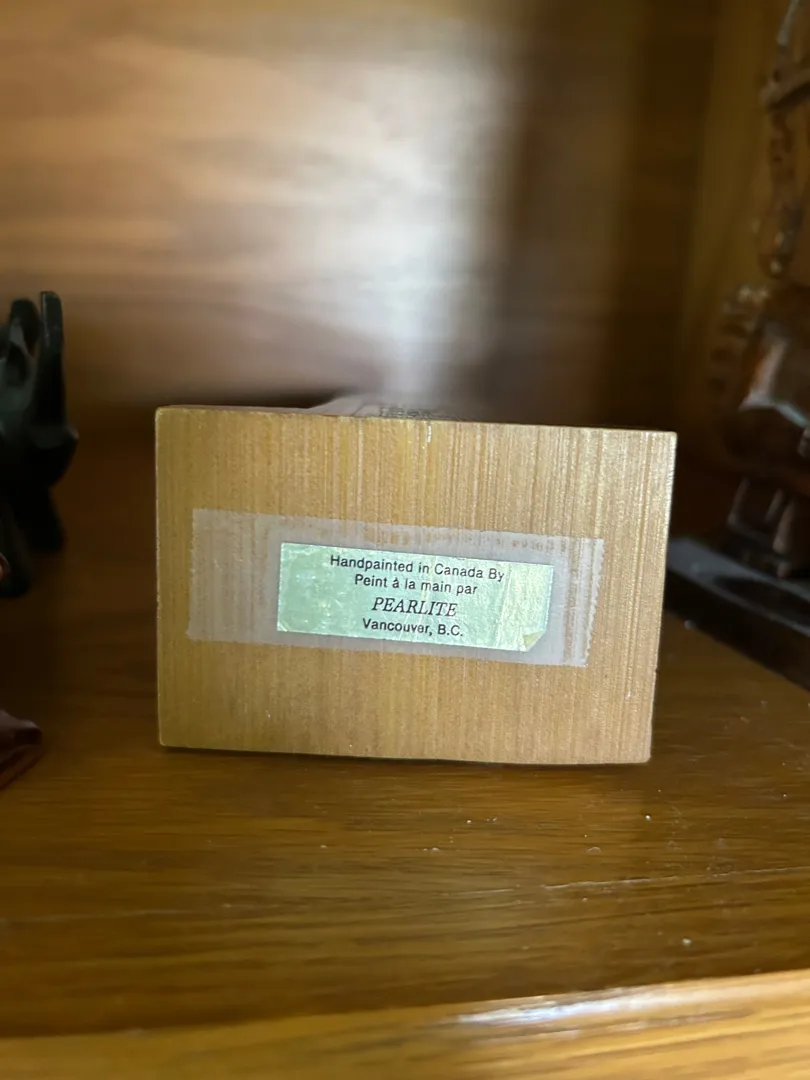 Handpainted in Canada By
Peint à la main par
PEARLITE
Vancouver, B.C.